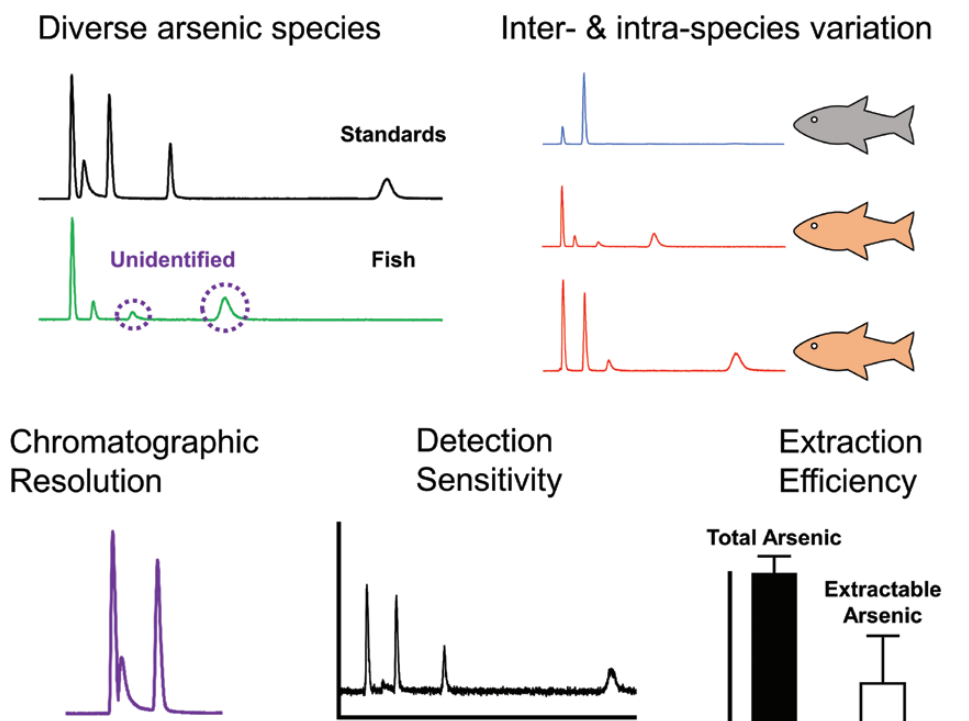 Diverse arsenic species
Inter- & intra-species variation
Standards
Unidentified
Fish
Chromatographic
Resolution
Detection
Sensitivity
Extraction
Efficiency
Total Arsenic
Extractable
Arsenic